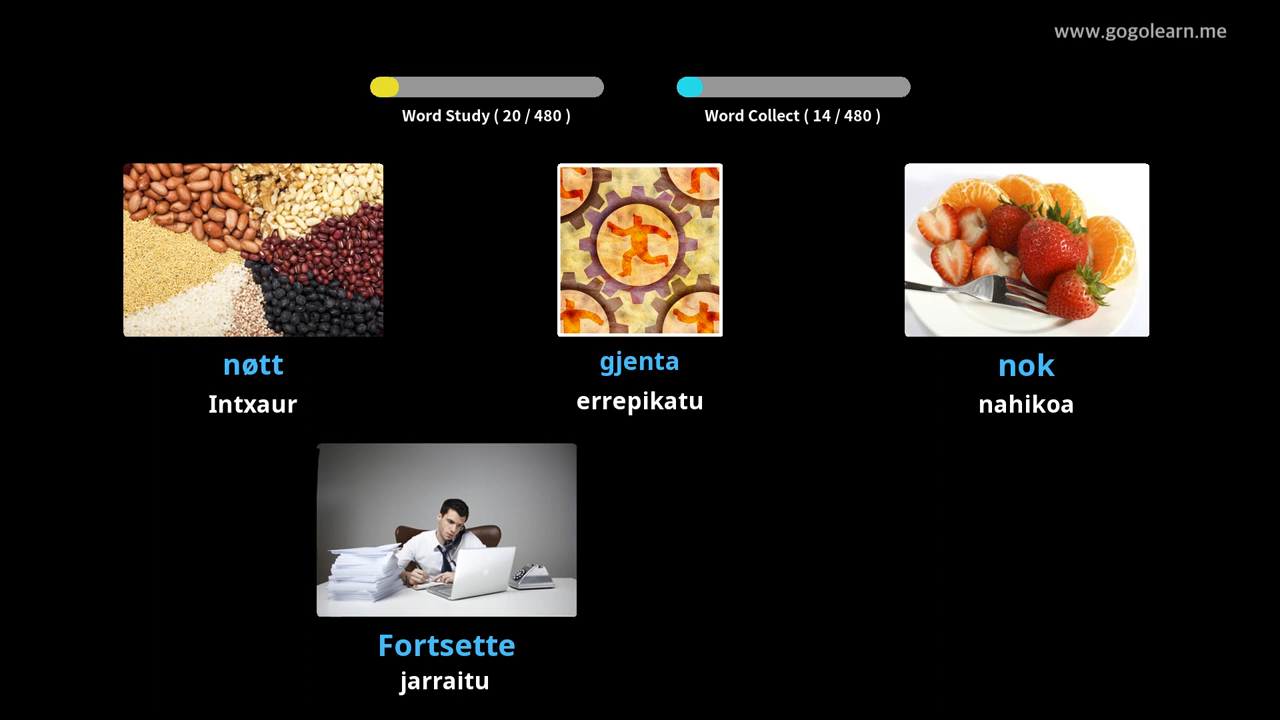 www.gogolearn.me
Word Study ( 20 / 480 )
Word Collect ( 14 / 480 )
nøtt
Intxaur
gjenta
errepikatu
nok
nahikoa
Fortsette
jarraitu